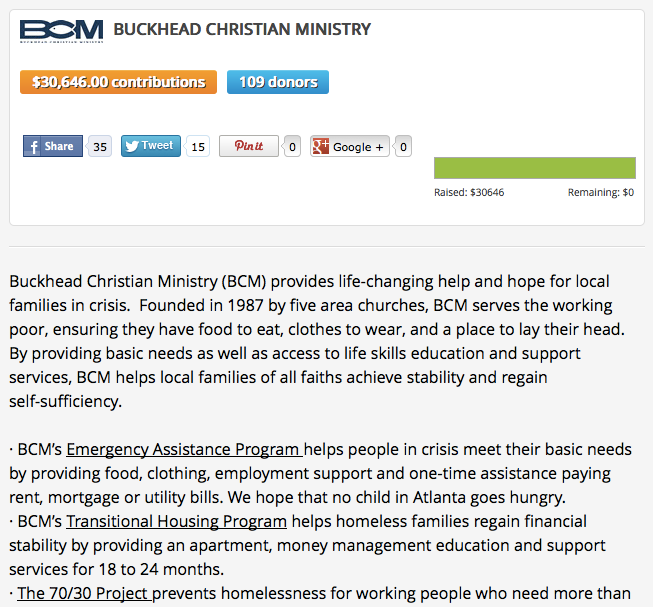 BCM BUCKHEAD CHRISTIAN MINISTRY
BUCKHEAD CHRISTIAN MINISTRY
$30,646.00 contributions 109 donors
f Share 35 Tweet 15 Pin it 0 g+ Google + 0
Raised: $30646 Remaining: $0
Buckhead Christian Ministry (BCM) provides life-changing help and hope for local
families in crisis.  Founded in 1987 by five area churches, BCM serves the working
poor, ensuring they have food to eat, clothes to wear, and a place to lay their head.
By providing basic needs as well as access to life skills education and support
services, BCM helps local families of all faiths achieve stability and regain
self-sufficiency.
· BCM’s Emergency Assistance Program helps people in crisis meet their basic needs
by providing food, clothing, employment support and one-time assistance paying
rent, mortgage or utility bills. We hope that no child in Atlanta goes hungry.
· BCM’s Transitional Housing Program helps homeless families regain financial
stability by providing an apartment, money management education and support
services for 18 to 24 months.
· The 70/30 Project prevents homelessness for working people who need more than